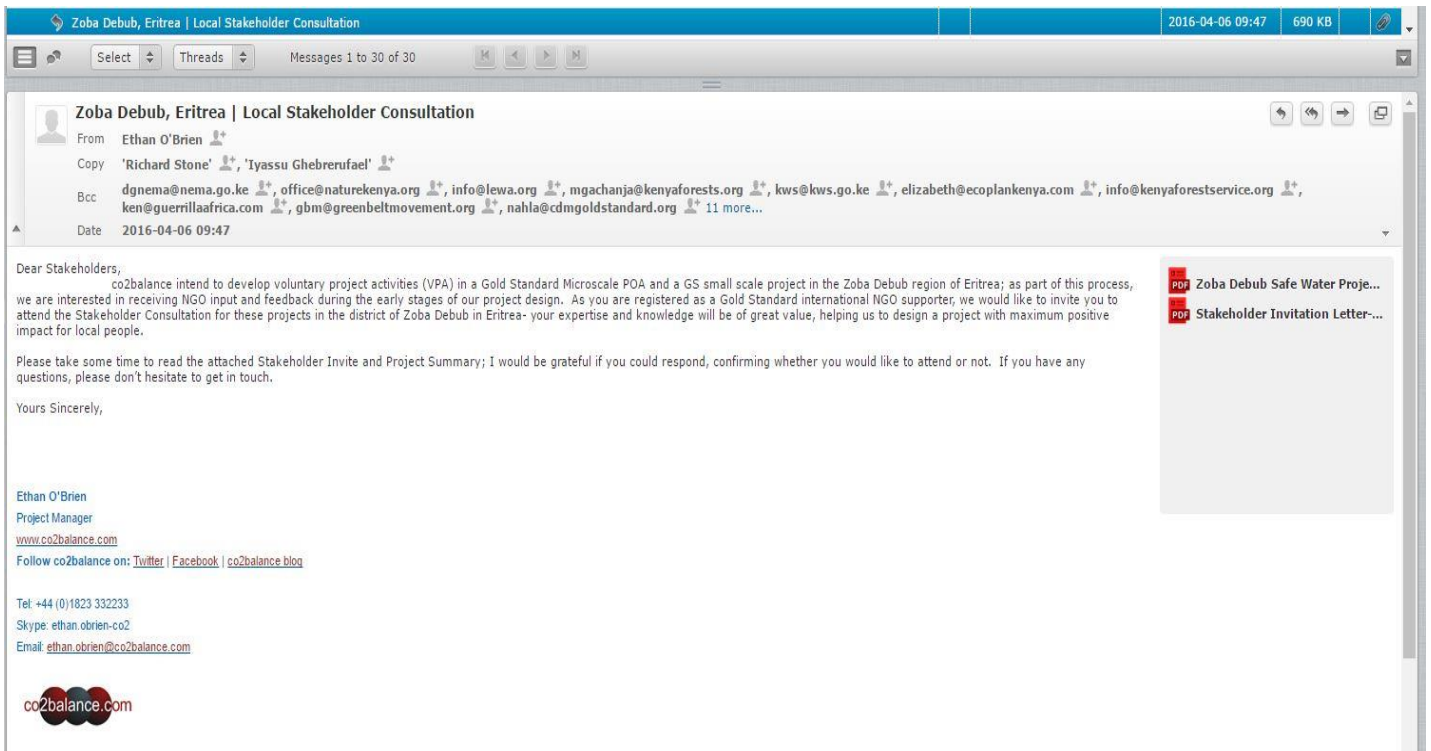 Zoba Debub, Eritrea | Local Stakeholder Consultation 2016-04-06 09:47 690 KB
Select Threads Messages 1 to 30 of 30
Zoba Debub, Eritrea | Local Stakeholder Consultation
From Ethan O'Brien
Copy 'Richard Stone' , 'Iyassu Ghebrerufael'
Bcc dgnema@nema.go.ke , office@naturekenya.org , info@lewa.org , mgachanja@kenyaforests.org , kws@kws.go.ke , elizabeth@ecoplankenya.com , info@kenyaforestservice.org ,
ken@guerrillaafrica.com , gbm@greenbeltmovement.org , nahla@cdmgoldstandard.org 11 more...
Date 2016-04-06 09:47
Dear Stakeholders,
co2balance intend to develop voluntary project activities (VPA) in a Gold Standard Microscale POA and a GS small scale project in the Zoba Debub region of Eritrea; as part of this process,
we are interested in receiving NGO input and feedback during the early stages of our project design. As you are registered as a Gold Standard international NGO supporter, we would like to invite you to
attend the Stakeholder Consultation for these projects in the district of Zoba Debub in Eritrea- your expertise and knowledge will be of great value, helping us to design a project with maximum positive
impact for local people.
Please take some time to read the attached Stakeholder Invite and Project Summary; I would be grateful if you could respond, confirming whether you would like to attend or not. If you have any
questions, please don't hesitate to get in touch.
Yours Sincerely,
Ethan O'Brien
Project Manager
www.co2balance.com
Follow co2balance on: Twitter | Facebook | co2balance blog
Tel: +44 (0)1823 332233
Skype: ethan.obrien-co2
Email: ethan.obrien@co2balance.com
co2balance.com
PDF Zoba Debub Safe Water Proje...
PDF Stakeholder Invitation Letter-...